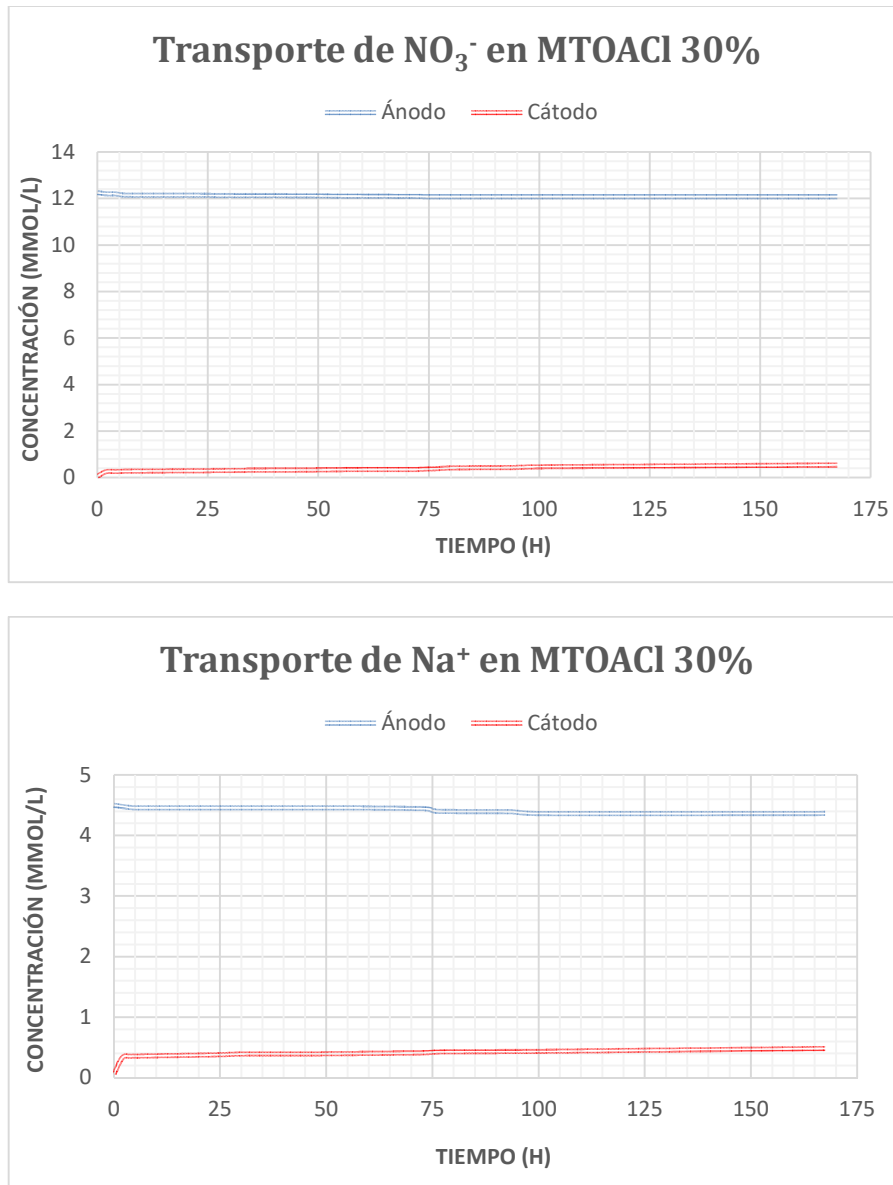 Transporte de NO₃⁻ en MTOACl 30%
Ánodo Cátodo
CONCENTRACIÓN (MMOL/L)
14
12
10
8
6
4
2
0
0 25 50 75 100 125 150 175
TIEMPO (H)
Transporte de Na⁺ en MTOACl 30%
Ánodo Cátodo
CONCENTRACIÓN (MMOL/L)
5
4
3
2
1
0
0 25 50 75 100 125 150 175
TIEMPO (H)